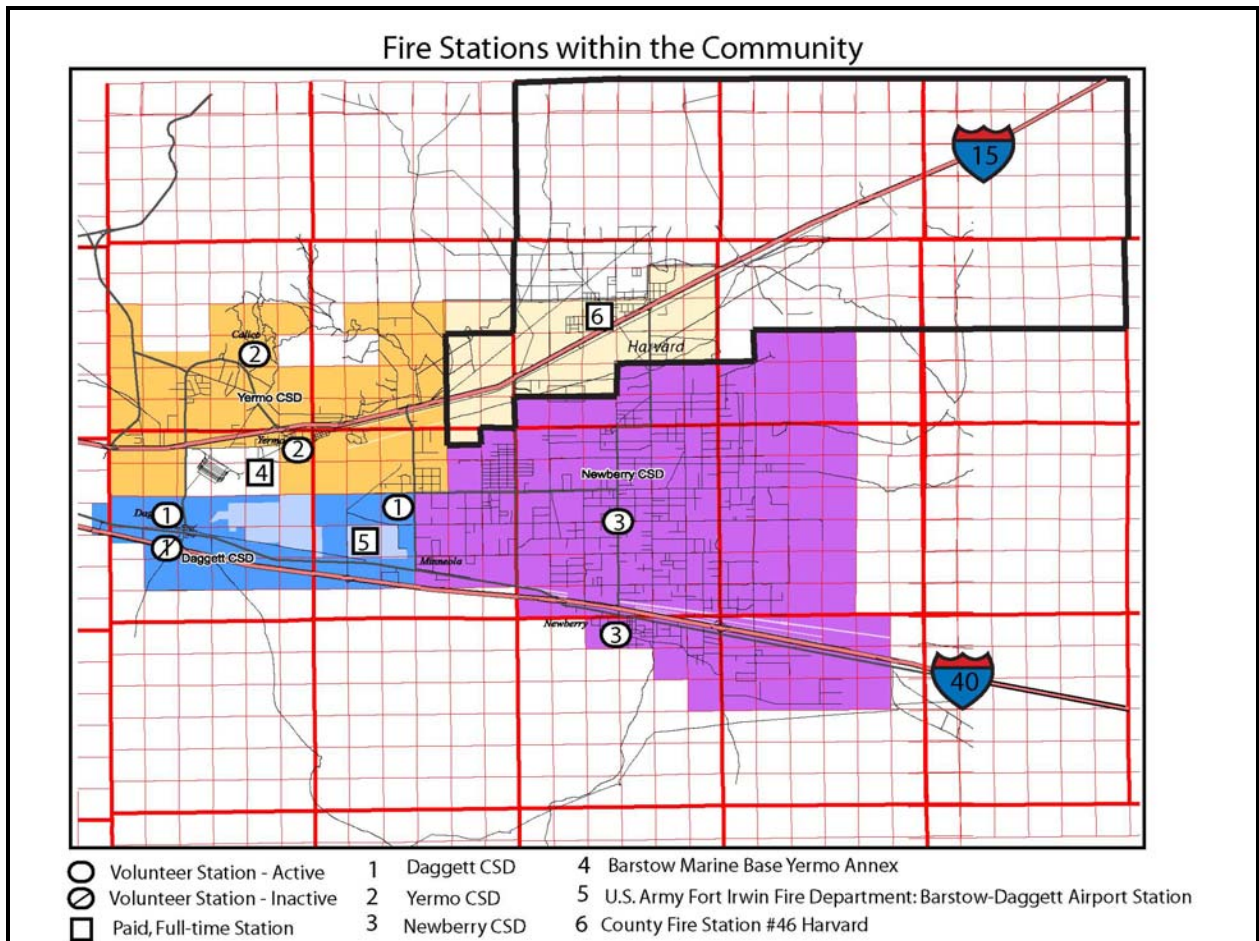 Fire Stations within the Community
15
6
Harvard
Calico
2
Yermo CSD
Yermo
2
4
Newberry CSD
1
1
3
5
1
Daggett CSD
Minneola
Newberry
3
40
Volunteer Station - Active
Volunteer Station - Inactive
Paid, Full-time Station
1 Daggett CSD
2 Yermo CSD
3 Newberry CSD
4 Barstow Marine Base Yermo Annex
5 U.S. Army Fort Irwin Fire Department: Barstow-Daggett Airport Station
6 County Fire Station #46 Harvard